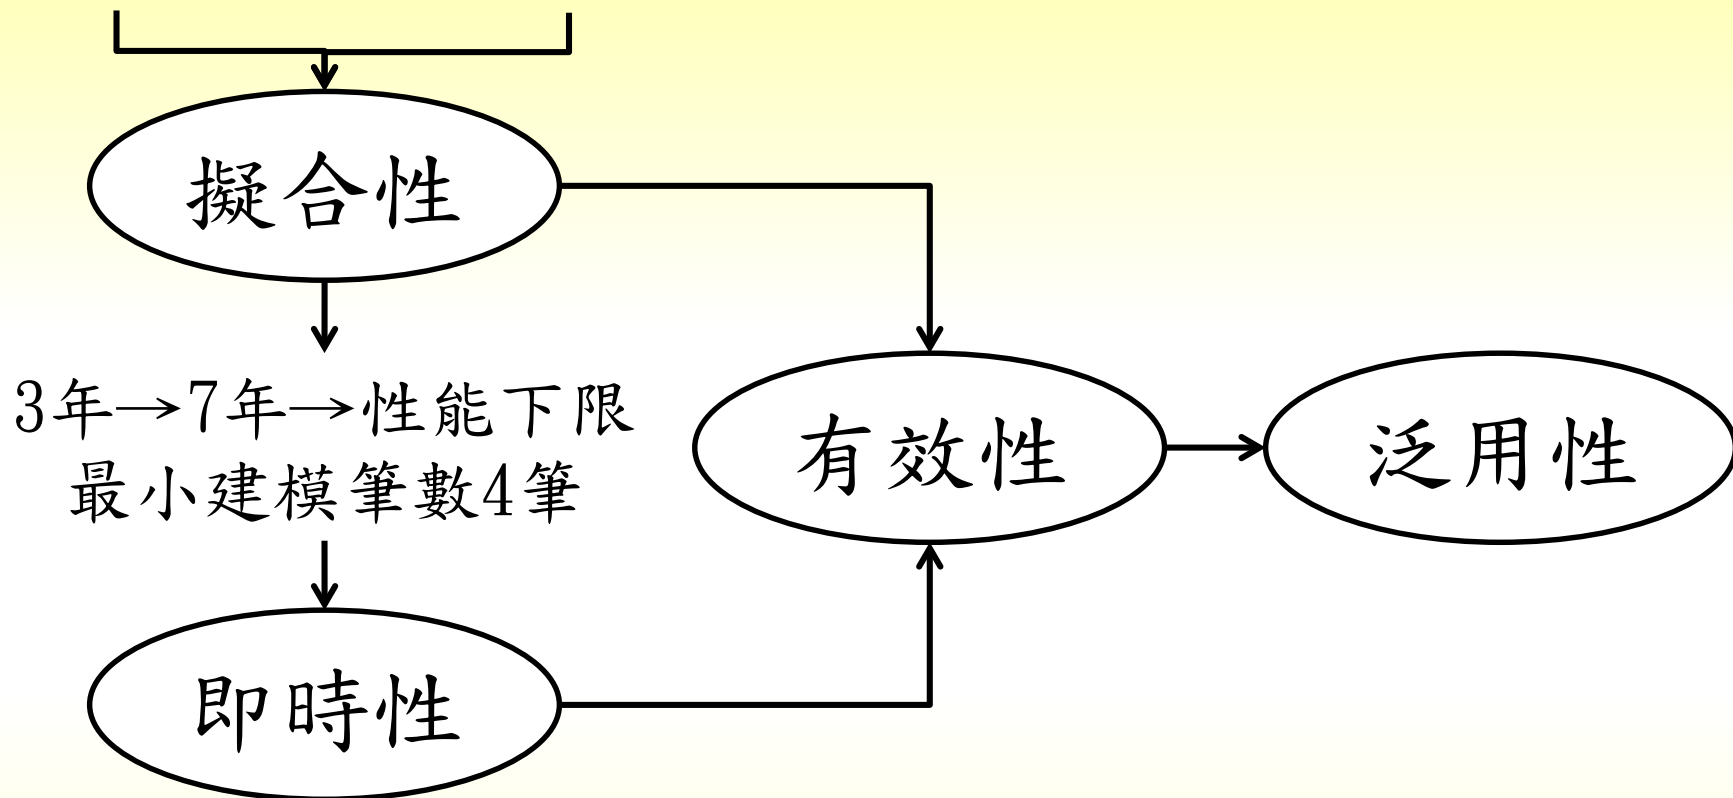 擬合性
3年→7年→性能下限
最小建模筆數4筆
有效性
泛用性
即時性